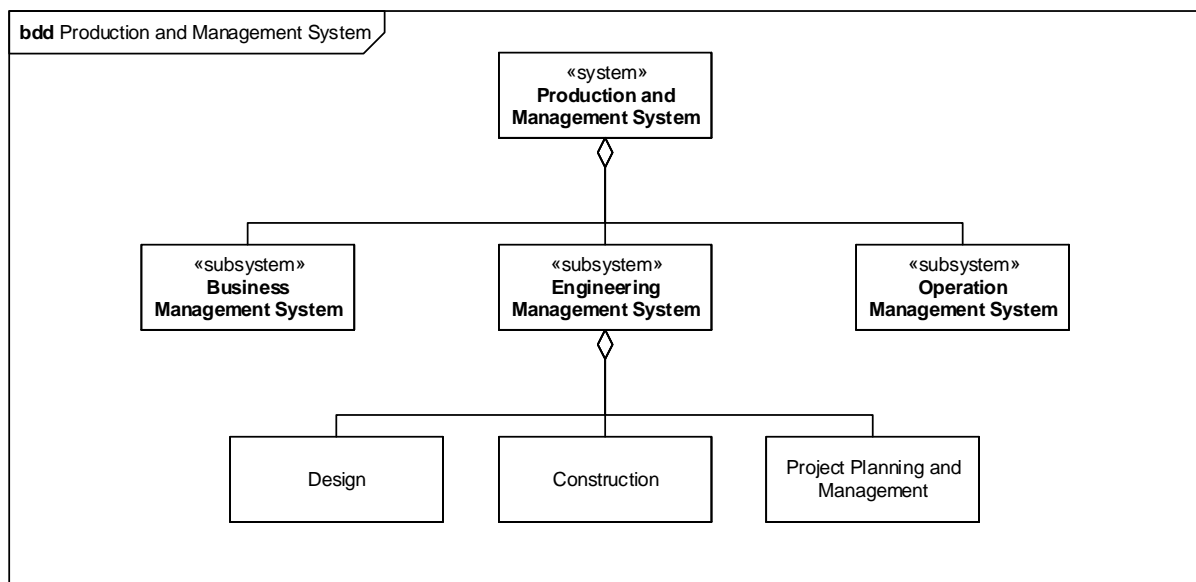 bdd Production and Management System
«system»
Production and
Management System
«subsystem»
Business
Management System
«subsystem»
Engineering
Management System
«subsystem»
Operation
Management System
Design
Construction
Project Planning and
Management